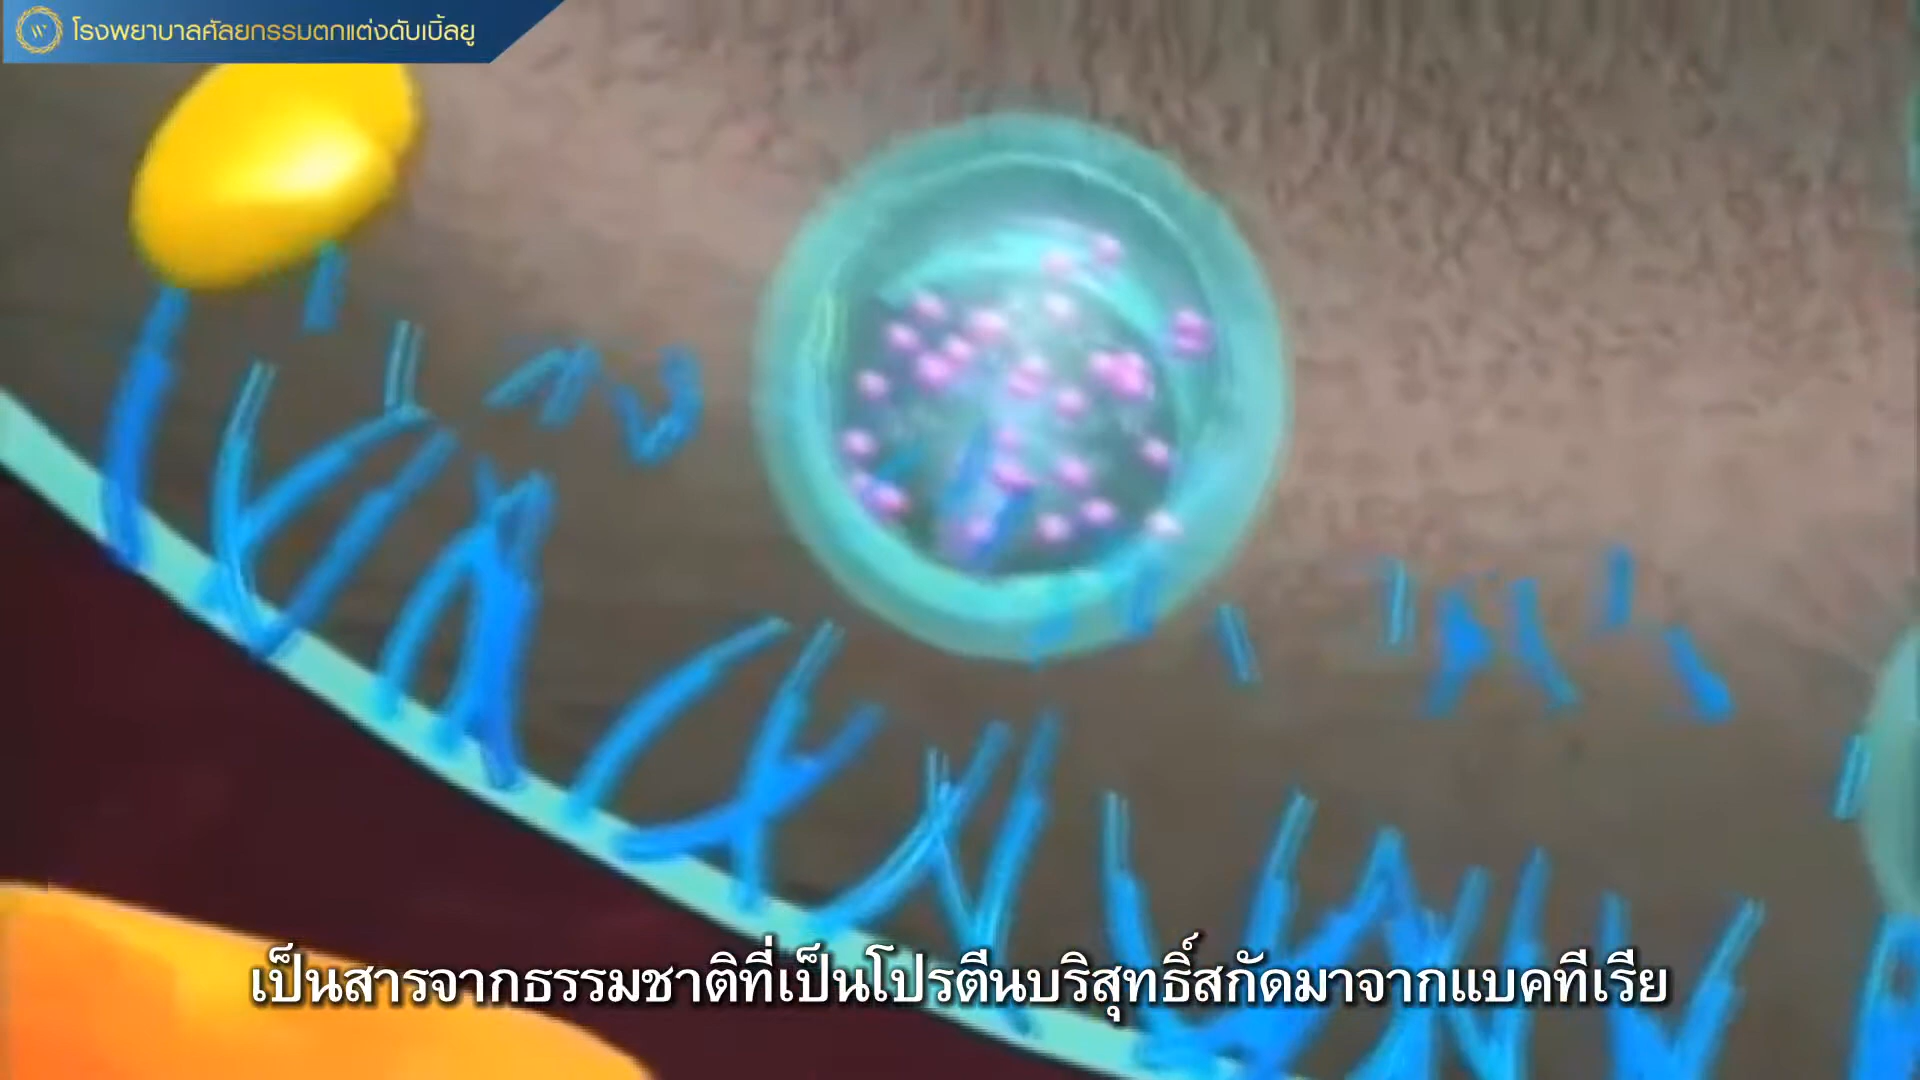 W
โรงพยาบาลศัลยกรรมตกแต่งดับเบิ้ลยู
เป็นสารจากธรรมชาติที่เป็นโปรตีนบริสุทธิ์สกัดมาจากแบคทีเรีย